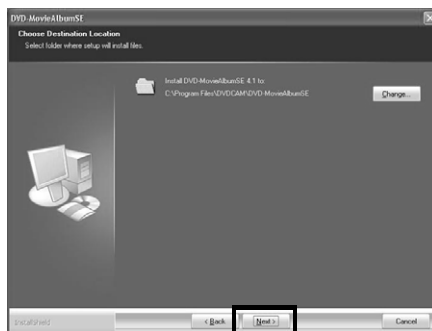 DVD-MovieAlbumSE
Choose Destination Location
Select folder where setup will install files.
Install DVD-MovieAlbumSE 4.1 to:
C:\Program Files\DVDCAM\DVD-MovieAlbumSE
Change...
InstallShield
< Back
Next >
Cancel